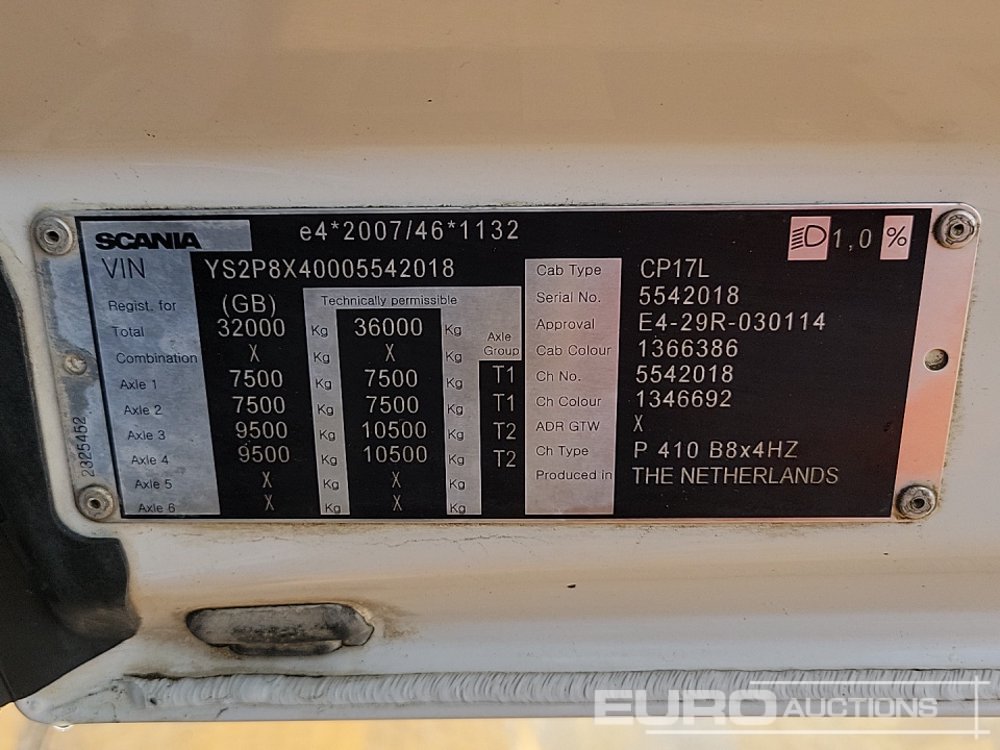 SCANIA e4*2007/46*1132 1,0 %
VIN YS2P8X40005542018
Regist. for (GB) Technically permissible
Total 32000 Kg 36000 Kg Axle Group
Combination X Kg X Kg
Axle 1 7500 Kg 7500 Kg T1
Axle 2 7500 Kg 7500 Kg T1
Axle 3 9500 Kg 10500 Kg T2
Axle 4 9500 Kg 10500 Kg T2
Axle 5 X Kg X Kg
Axle 6 X Kg X Kg
Cab Type CP17L
Serial No. 5542018
Approval E4-29R-030114
Cab Colour 1366386
Ch No. 5542018
Ch Colour 1346692
ADR GTW X
Ch Type P 410 B8x4HZ
Produced in THE NETHERLANDS
2325452
EURO AUCTIONS